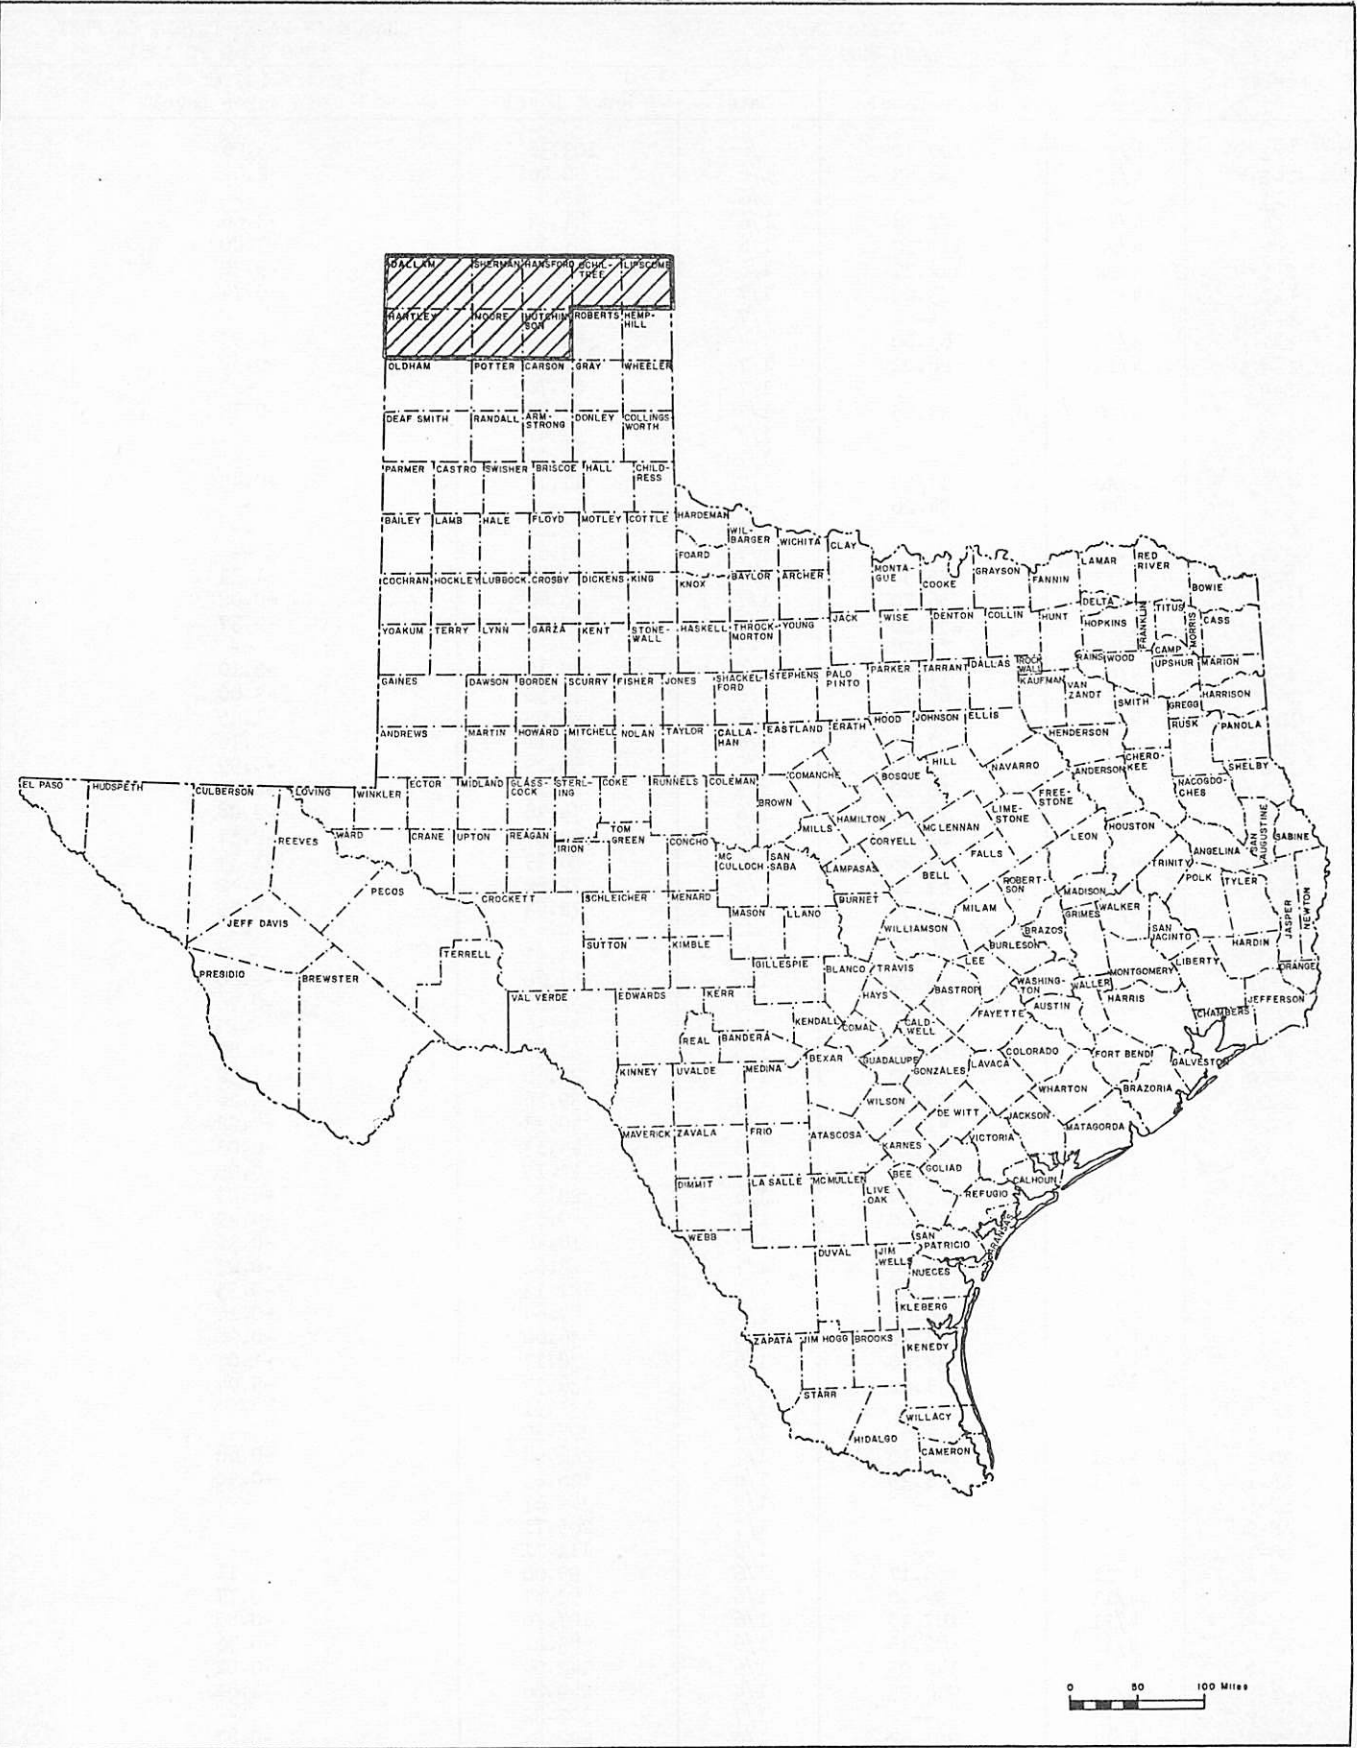 DALLAM SHERMAN HANSFORD OCHIL- LIPSCOMB
TREE
HARTLEY MOORE HUTCHIN ROBERTS HEMP-
SON HILL
OLDHAM POTTER CARSON GRAY WHEELER
DEAF SMITH RANDALL ARM- DONLEY COLLINGS
STRONG WORTH
PARMER CASTRO SWISHER BRISCOE HALL CHILD-
RESS
BAILEY LAMB HALE FLOYD MOTLEY COTTLE HARDEMAN
WIL-
BARGER WICHITA CLAY
FOARD
MONTA-
GUE COOKE GRAYSON FANNIN LAMAR RED
RIVER
BOWIE
COCHRAN HOCKLEY LUBBOCK CROSBY DICKENS KING KNOX BAYLOR ARCHER
YOAKUM TERRY LYNN GARZA KENT STONE-
WALL HASKELL THROCK
MORTON YOUNG JACK WISE DENTON COLLIN HUNT DELTA
HOPKINS FRANKLIN TITUS MORRIS CASS
CAMP
GAINES DAWSON BORDEN SCURRY FISHER JONES SHACKEL-
FORD STEPHENS PALO
PINTO PARKER TARRANT DALLAS ROCK
WALL RAINS WOOD UPSHUR MARION
KAUFMAN VAN
ZANDT SMITH GREGG HARRISON
ANDREWS MARTIN HOWARD MITCHELL NOLAN TAYLOR CALLA-
HAN EASTLAND ERATH HOOD JOHNSON ELLIS HENDERSON RUSK PANOLA
EL PASO HUDSPETH CULBERSON LOVING WINKLER ECTOR MIDLAND GLASS-
COCK STERL-
ING COKE RUNNELS COLEMAN BROWN COMANCHE BOSQUE HILL NAVARRO ANDERSON CHERO-
KEE NACOGDO-
CHES SHELBY
REEVES WARD CRANE UPTON REAGAN IRION TOM
GREEN CONCHO MC
CULLOCH SAN
SABA MILLS HAMILTON CORYELL MC LENNAN LIME-
STONE FREE-
STONE LEON HOUSTON ANGELINA SAN
AUGUSTINE SABINE
LAMPASAS BELL FALLS ROBERT-
SON MADISON TRINITY POLK TYLER JASPER NEWTON
JEFF DAVIS PECOS CROCKETT SCHLEICHER MENARD MASON LLANO BURNET WILLIAMSON MILAM BRAZOS GRIMES WALKER SAN
JACINTO HARDIN
PRESIDIO BREWSTER TERRELL SUTTON KIMBLE GILLESPIE BLANCO TRAVIS LEE BURLESON WASHING-
TON WALLER MONTGOMERY LIBERTY ORANGE
VAL VERDE EDWARDS KERR KENDALL HAYS BASTROP FAYETTE AUSTIN HARRIS CHAMBERS JEFFERSON
REAL BANDERA COMAL CALD-
WELL
KINNEY UVALDE MEDINA BEXAR GUADALUPE GONZALES LAVACA COLORADO FORT BEND GALVESTON
WILSON DE WITT JACKSON WHARTON BRAZORIA
MAVERICK ZAVALA FRIO ATASCOSA KARNES VICTORIA MATAGORDA
DIMMIT LA SALLE MCMULLEN LIVE
OAK BEE GOLIAD REFUGIO CALHOUN
WEBB DUVAL JIM
WELLS SAN
PATRICIO ARANSAS
NUECES
KLEBERG
ZAPATA JIM HOGG BROOKS KENEDY
STARR WILLACY
HIDALGO CAMERON
0 50 100 Miles